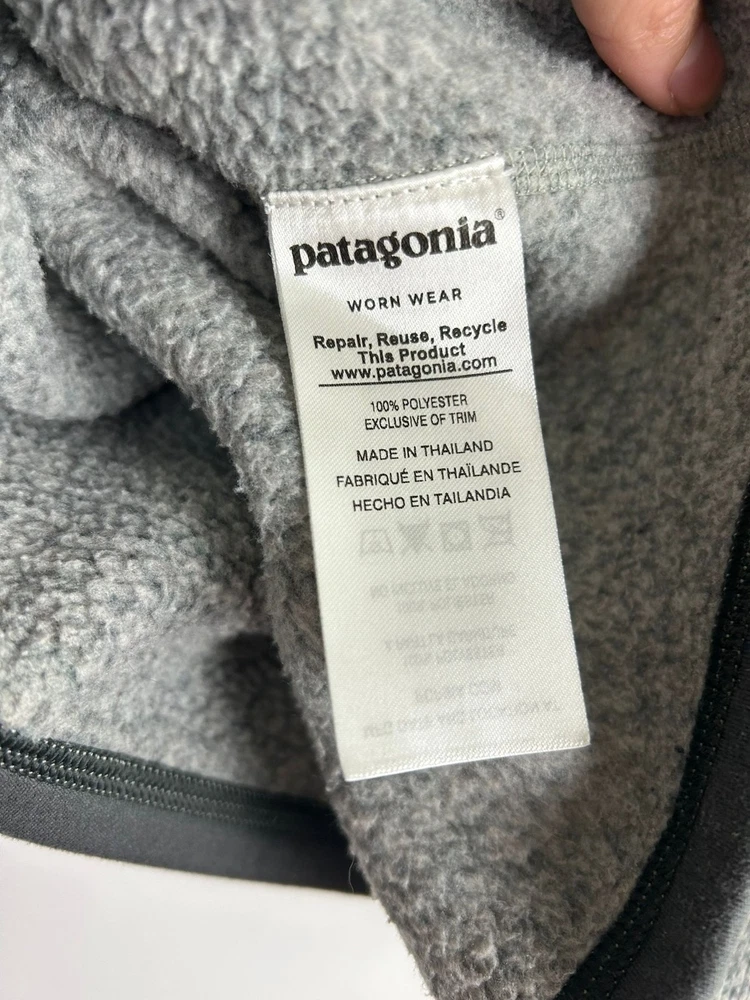 patagonia®
WORN WEAR
Repair, Reuse, Recycle
This Product
www.patagonia.com
100% POLYESTER
EXCLUSIVE OF TRIM
MADE IN THAILAND
FABRIQUÉ EN THAÏLANDE
HECHO EN TAILANDIA